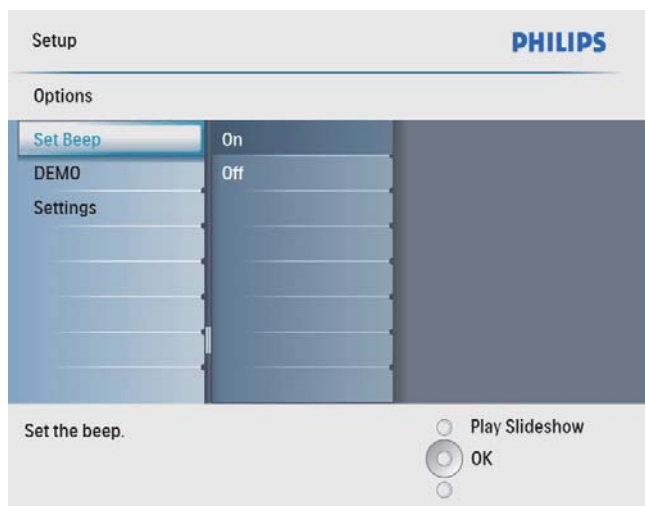 Setup
PHILIPS
Options
Set Beep
On
DEMO
Off
Settings
Set the beep.
Play Slideshow
OK